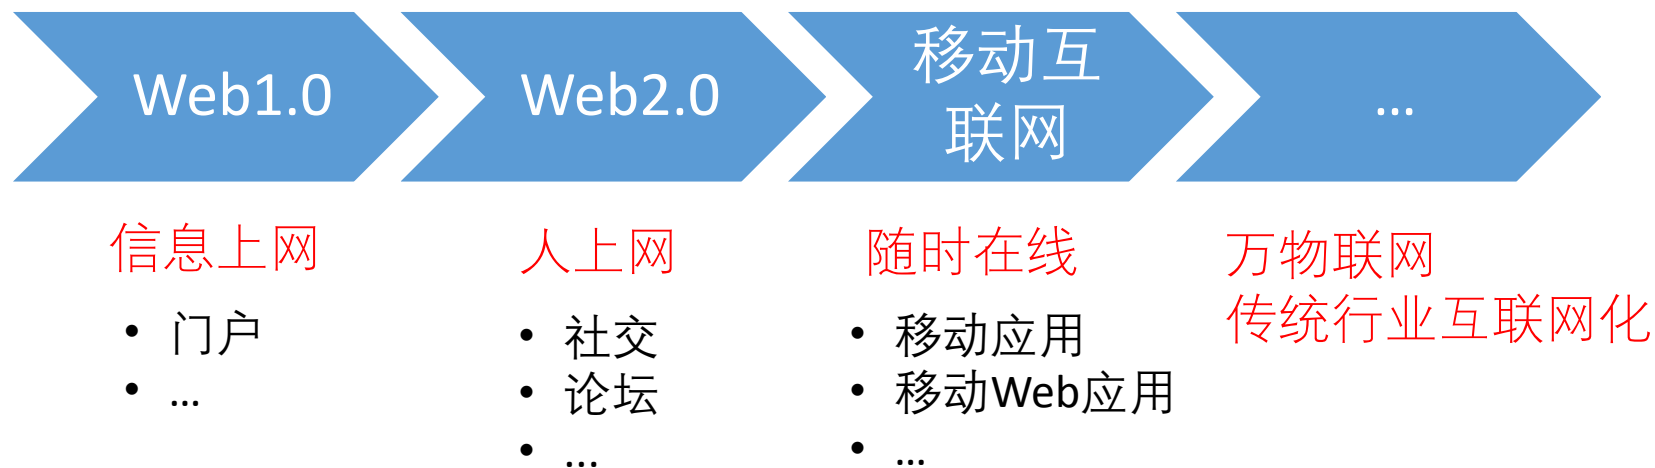 Web1.0
Web2.0
移动互
联网
...
信息上网
• 门户
• ...
人上网
• 社交
• 论坛
• ...
随时在线
• 移动应用
• 移动Web应用
• ...
万物联网
传统行业互联网化